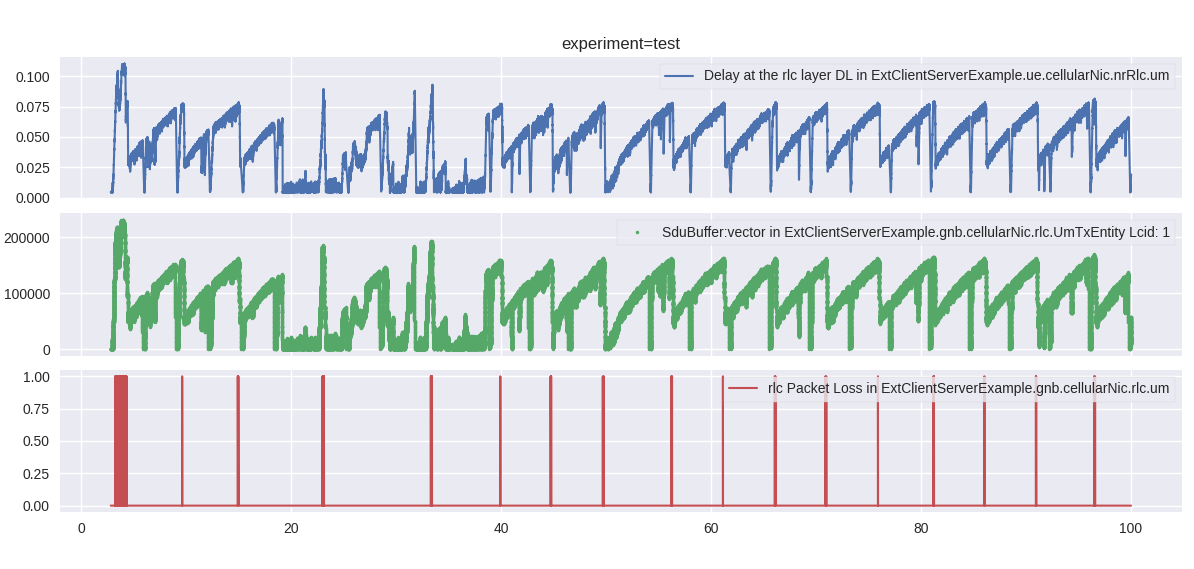 experiment=test
0.100
0.075
0.050
0.025
0.000
Delay at the rlc layer DL in ExtClientServerExample.ue.cellularNic.nrRlc.um
200000
100000
0
SduBuffer:vector in ExtClientServerExample.gnb.cellularNic.rlc.UmTxEntity Lcid: 1
1.00
0.75
0.50
0.25
0.00
rlc Packet Loss in ExtClientServerExample.gnb.cellularNic.rlc.um
0 20 40 60 80 100